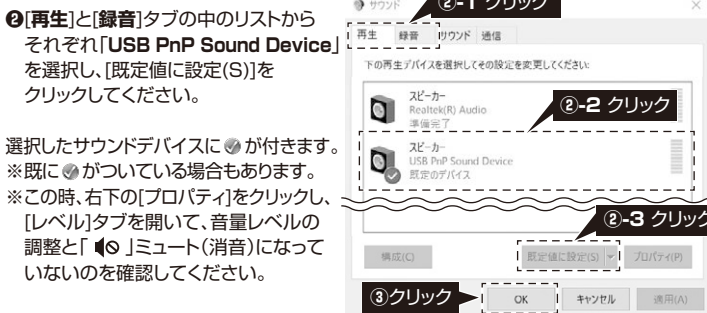 ❷[再生]と[録音]タブの中のリストから
それぞれ「USB PnP Sound Device」
を選択し、[既定値に設定(S)]を
クリックしてください。
選択したサウンドデバイスに が付きます。
※既に がついている場合もあります。
※この時、右下の[プロパティ]をクリックし、
[レベル]タブを開いて、音量レベルの
調整と「 」ミュート(消音)になって
いないのを確認してください。
サウンド
②-1 クリック
再生 録音 サウンド 通信
下の再生デバイスを選択してその設定を変更してください:
スピーカー
Realtek(R) Audio
準備完了
②-2 クリック
スピーカー
USB PnP Sound Device
既定のデバイス
②-3 クリック
構成(C) 既定値に設定(S) プロパティ(P)
③クリック
OK キャンセル 適用(A)